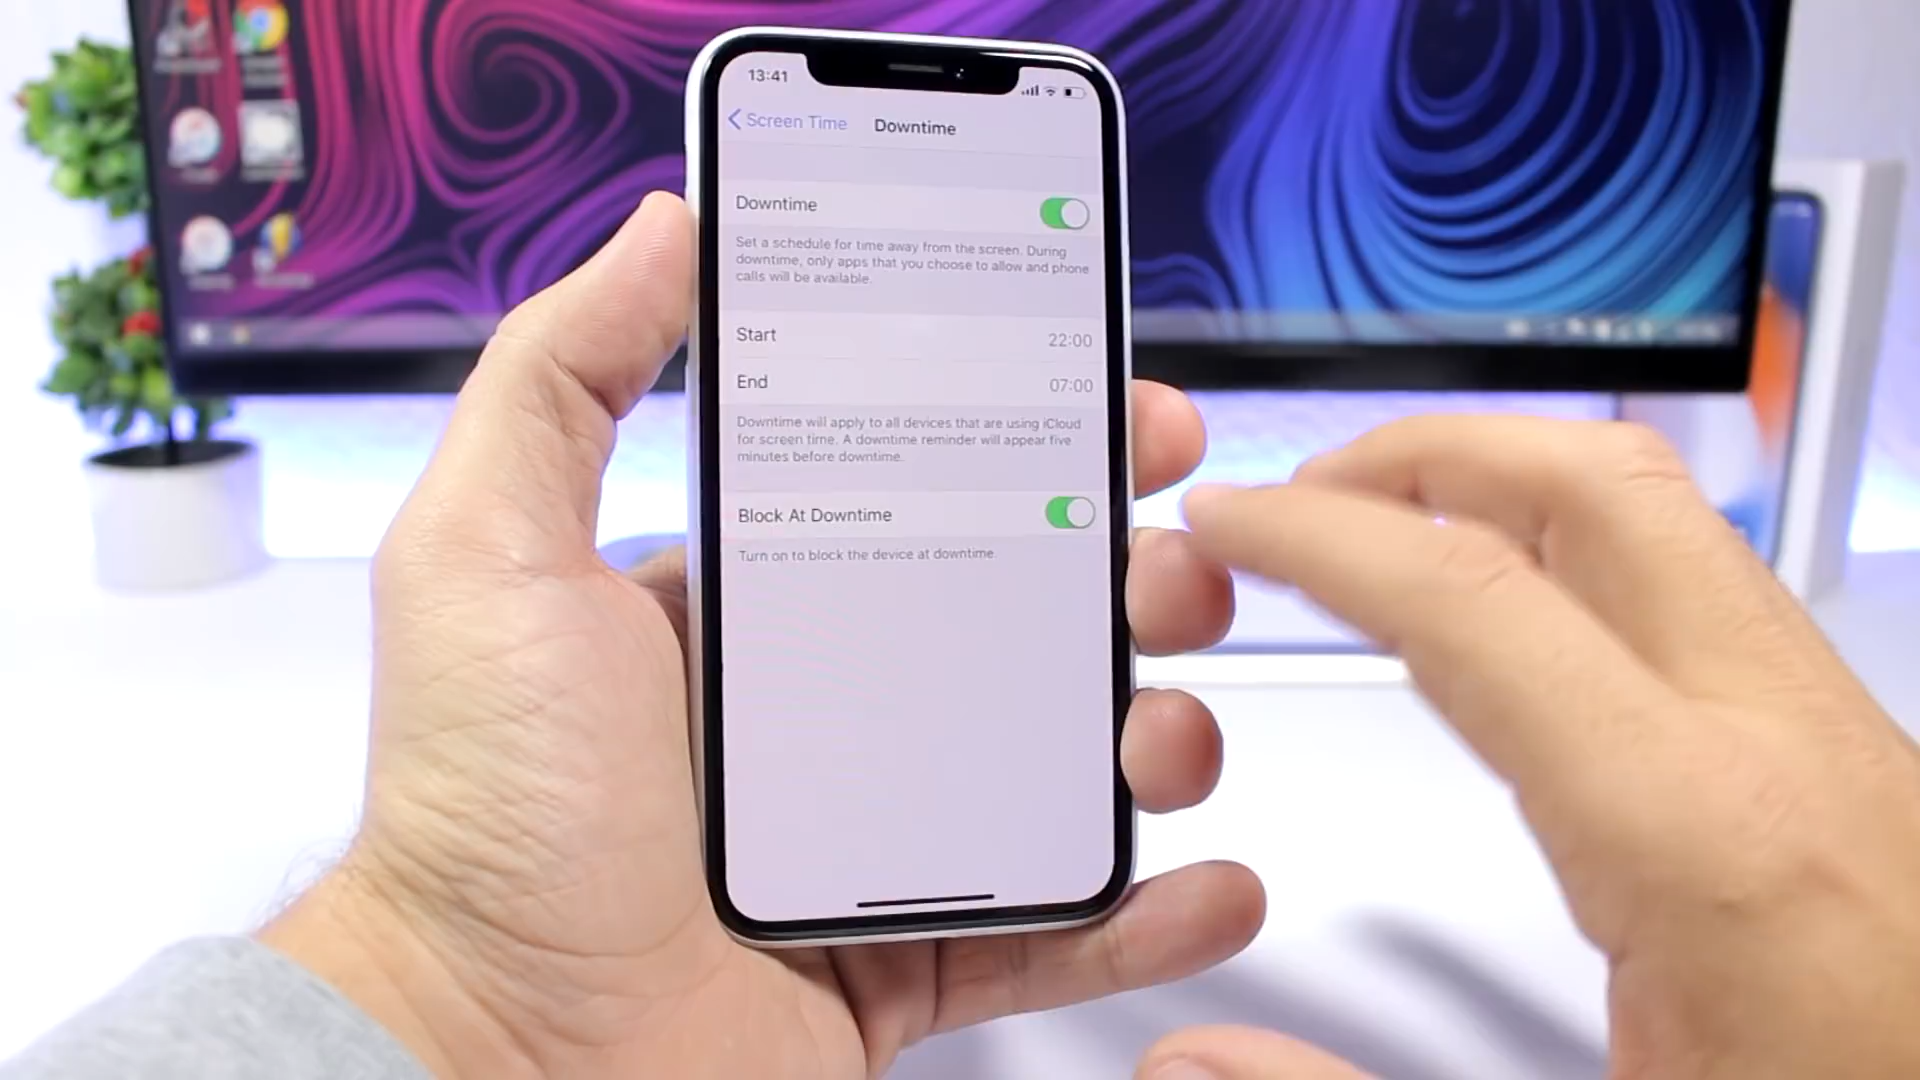 13:41
Screen Time Downtime
Downtime
Set a schedule for time away from the screen. During
downtime, only apps that you choose to allow and phone
calls will be available.
Start 22:00
End 07:00
Downtime will apply to all devices that are using iCloud
for screen time. A downtime reminder will appear five
minutes before downtime.
Block At Downtime
Turn on to block the device at downtime.